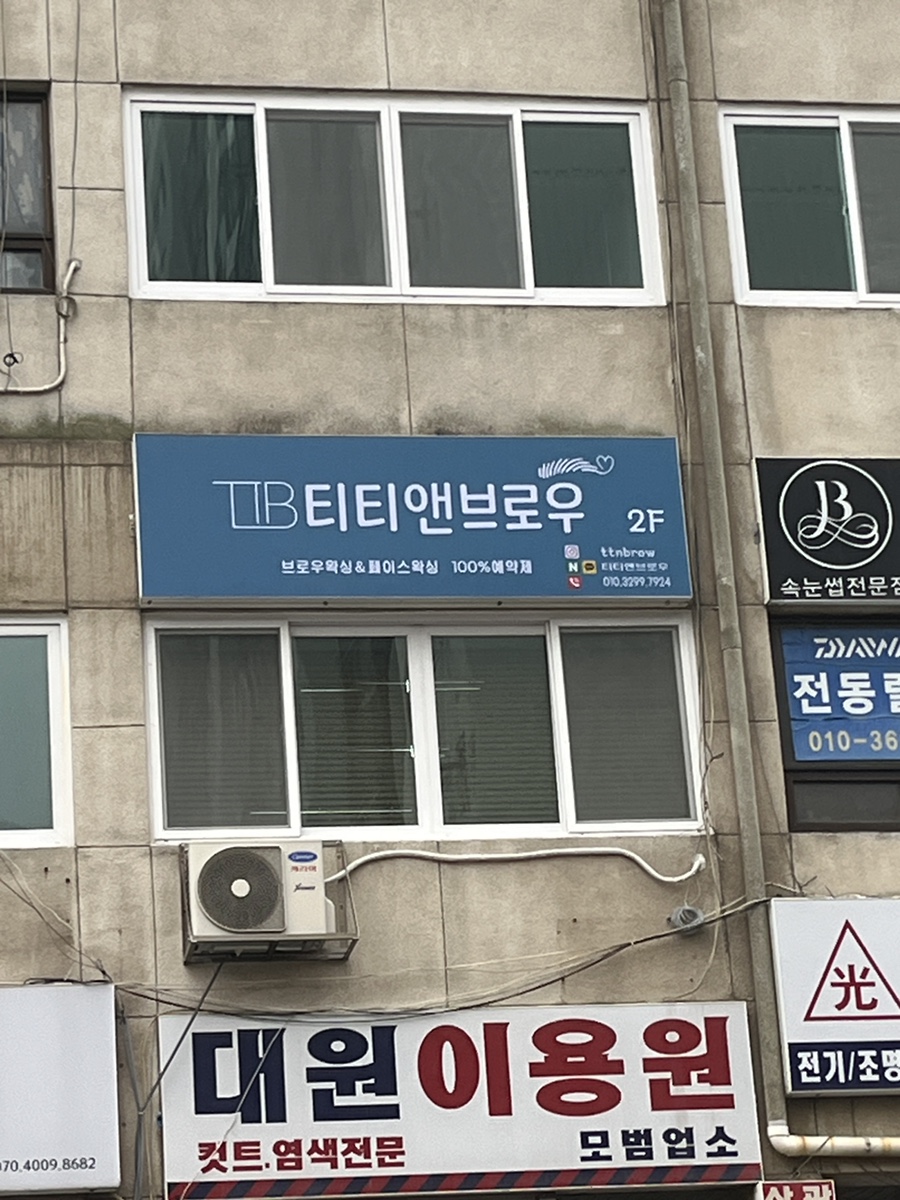 TTB 티티앤브로우 2F
브로우왁싱&페이스왁싱 100%예약제
ttnbrow
N 티티앤브로우
010.3299.7924
JB
속눈썹전문점
DAIWA
전동릴
010-36
Carrier
光
전기/조명
대원이용원
컷트.염색전문 모범업소
070.4009.8682